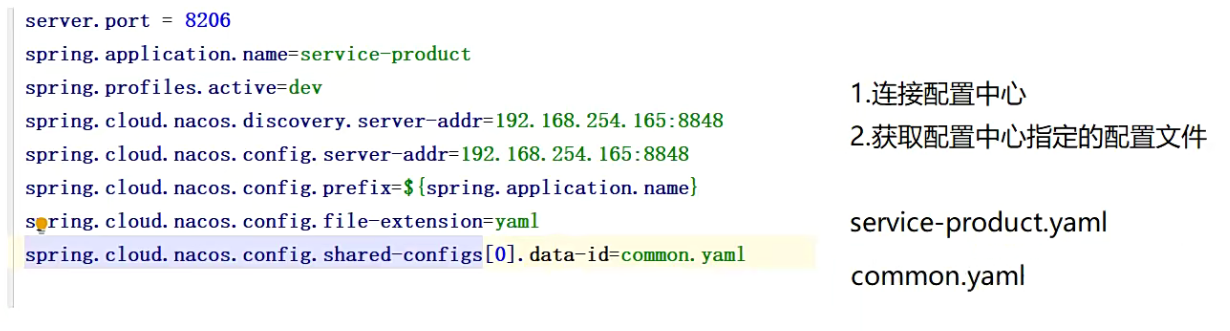 server.port = 8206
spring.application.name=service-product
spring.profiles.active=dev
spring.cloud.nacos.discovery.server-addr=192.168.254.165:8848
spring.cloud.nacos.config.server-addr=192.168.254.165:8848
spring.cloud.nacos.config.prefix=${spring.application.name}
spring.cloud.nacos.config.file-extension=yaml
spring.cloud.nacos.config.shared-configs[0].data-id=common.yaml
1.连接配置中心
2.获取配置中心指定的配置文件
service-product.yaml
common.yaml